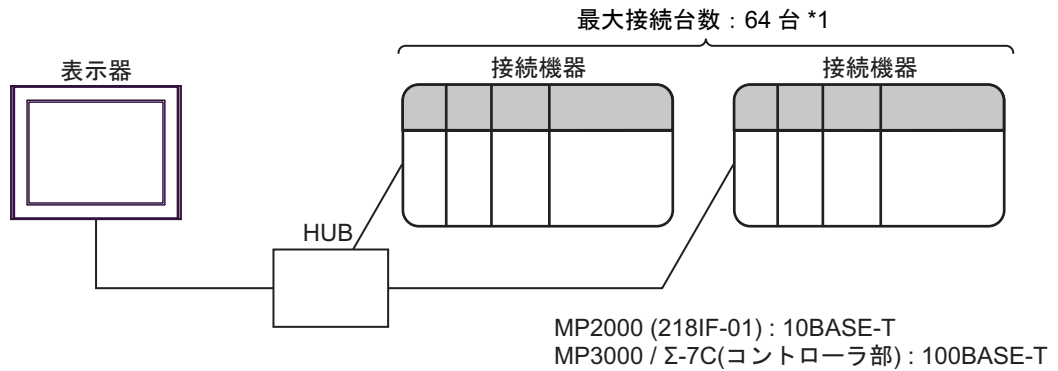 最大接続台数：64 台 *1
表示器
接続機器
接続機器
HUB
MP2000 (218IF-01) : 10BASE-T
MP3000 / Σ-7C(コントローラ部) : 100BASE-T